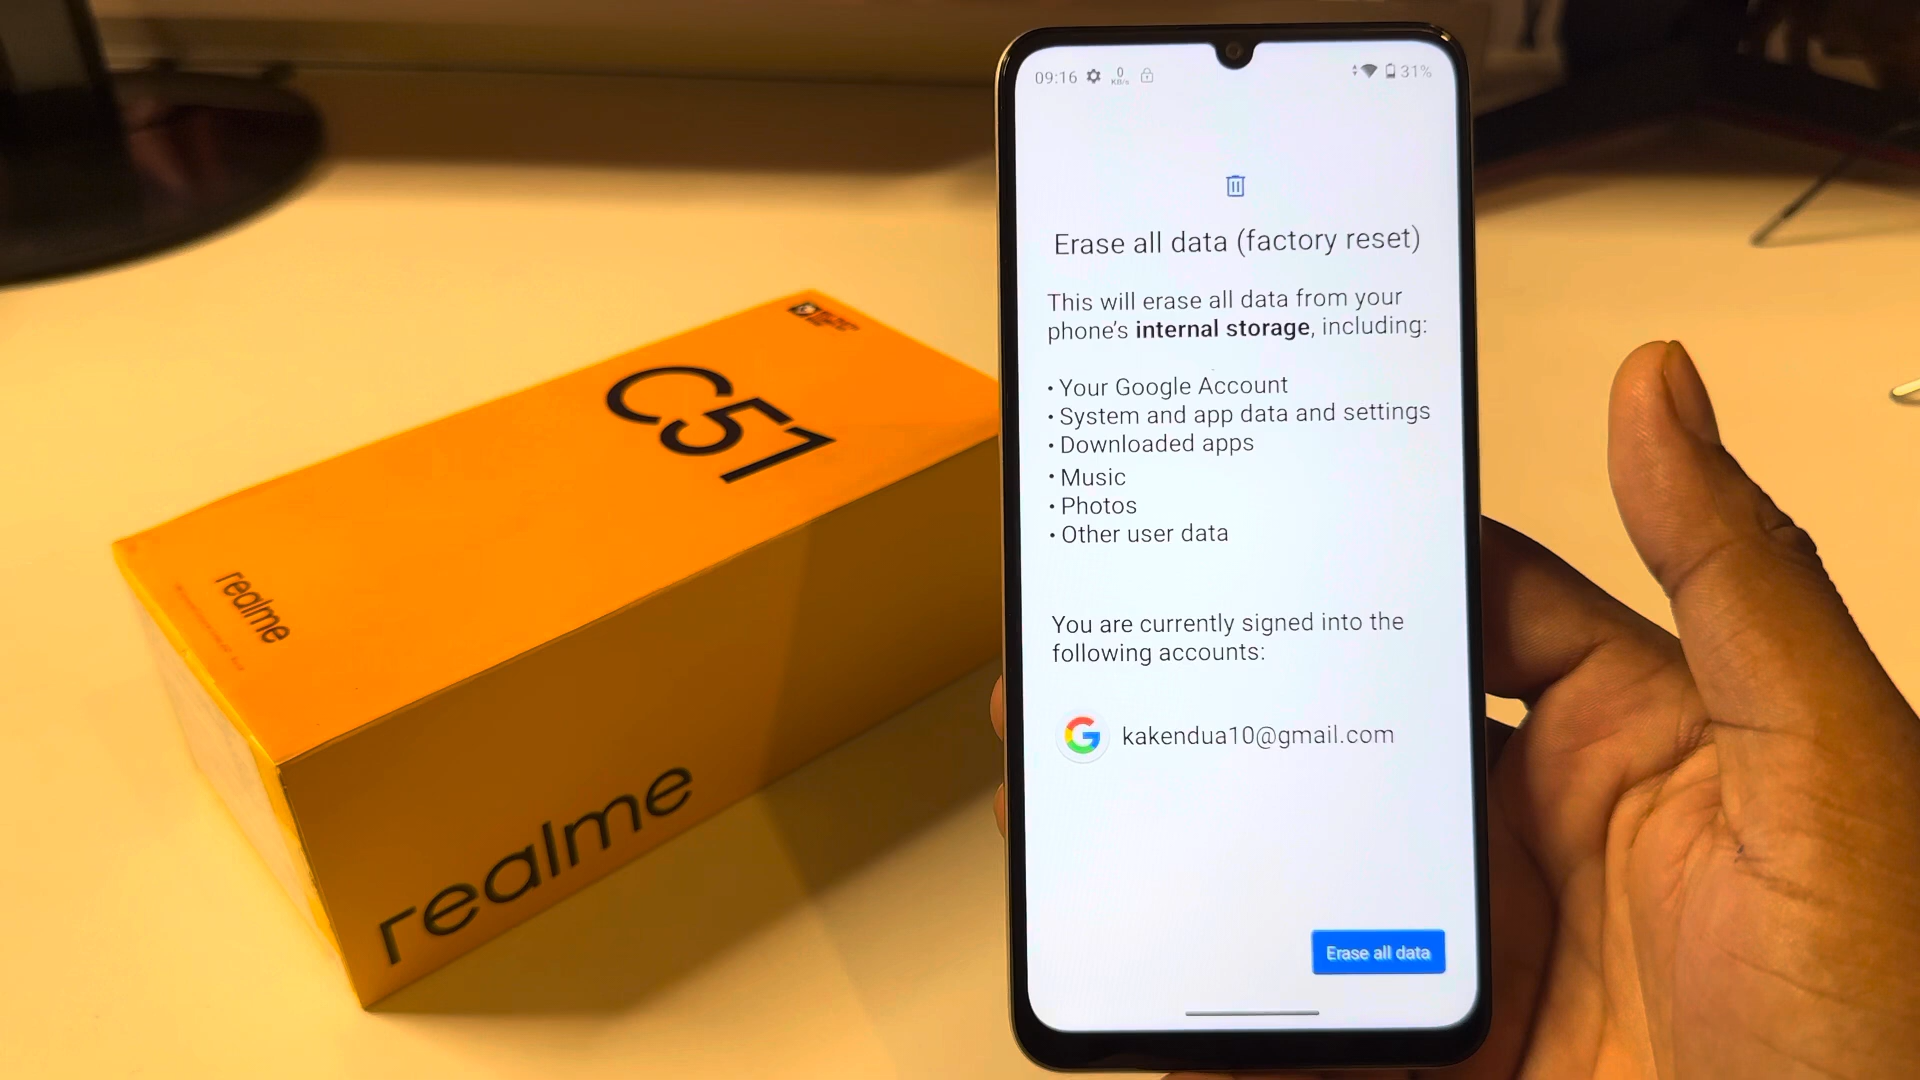 C51
realme
realme
09:16
0
KB/s
31%
Erase all data (factory reset)
This will erase all data from your
phone’s internal storage, including:
• Your Google Account
• System and app data and settings
• Downloaded apps
• Music
• Photos
• Other user data
You are currently signed into the
following accounts:
kakendua10@gmail.com
Erase all data